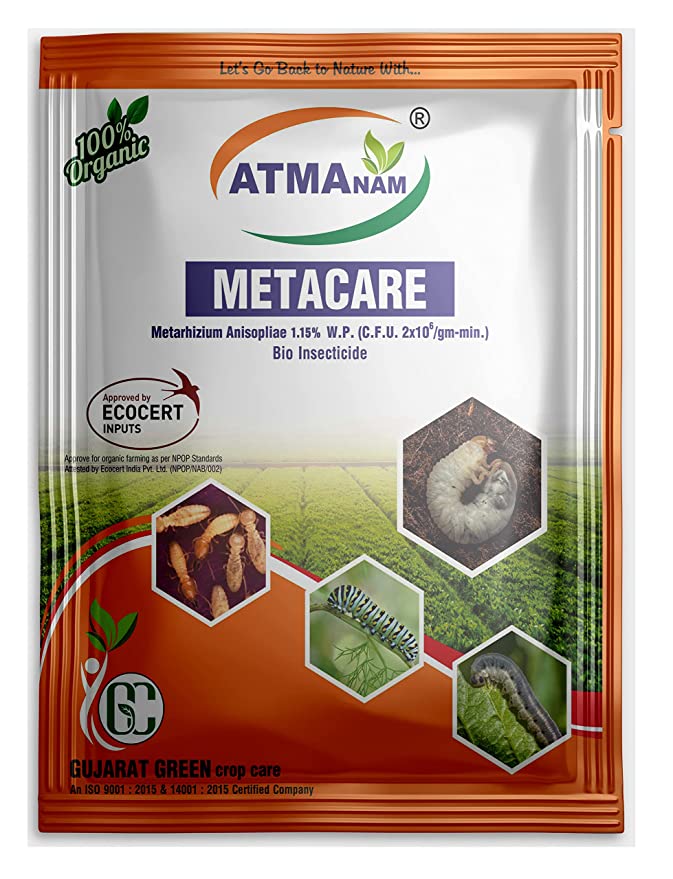 Let's Go Back to Nature With...
100%
Organic
ATMANAM ®
METACARE
Metarhizium Anisopliae 1.15% W.P. (C.F.U. 2x10⁶/gm-min.)
Bio Insecticide
Approved by
ECOCERT
INPUTS
Approve for organic farming as per NPOP Standards
Attested by Ecocert India Pvt. Ltd. (NPOP/NAB/002)
GC
GUJARAT GREEN crop care
An ISO 9001 : 2015 & 14001 : 2015 Certified Company